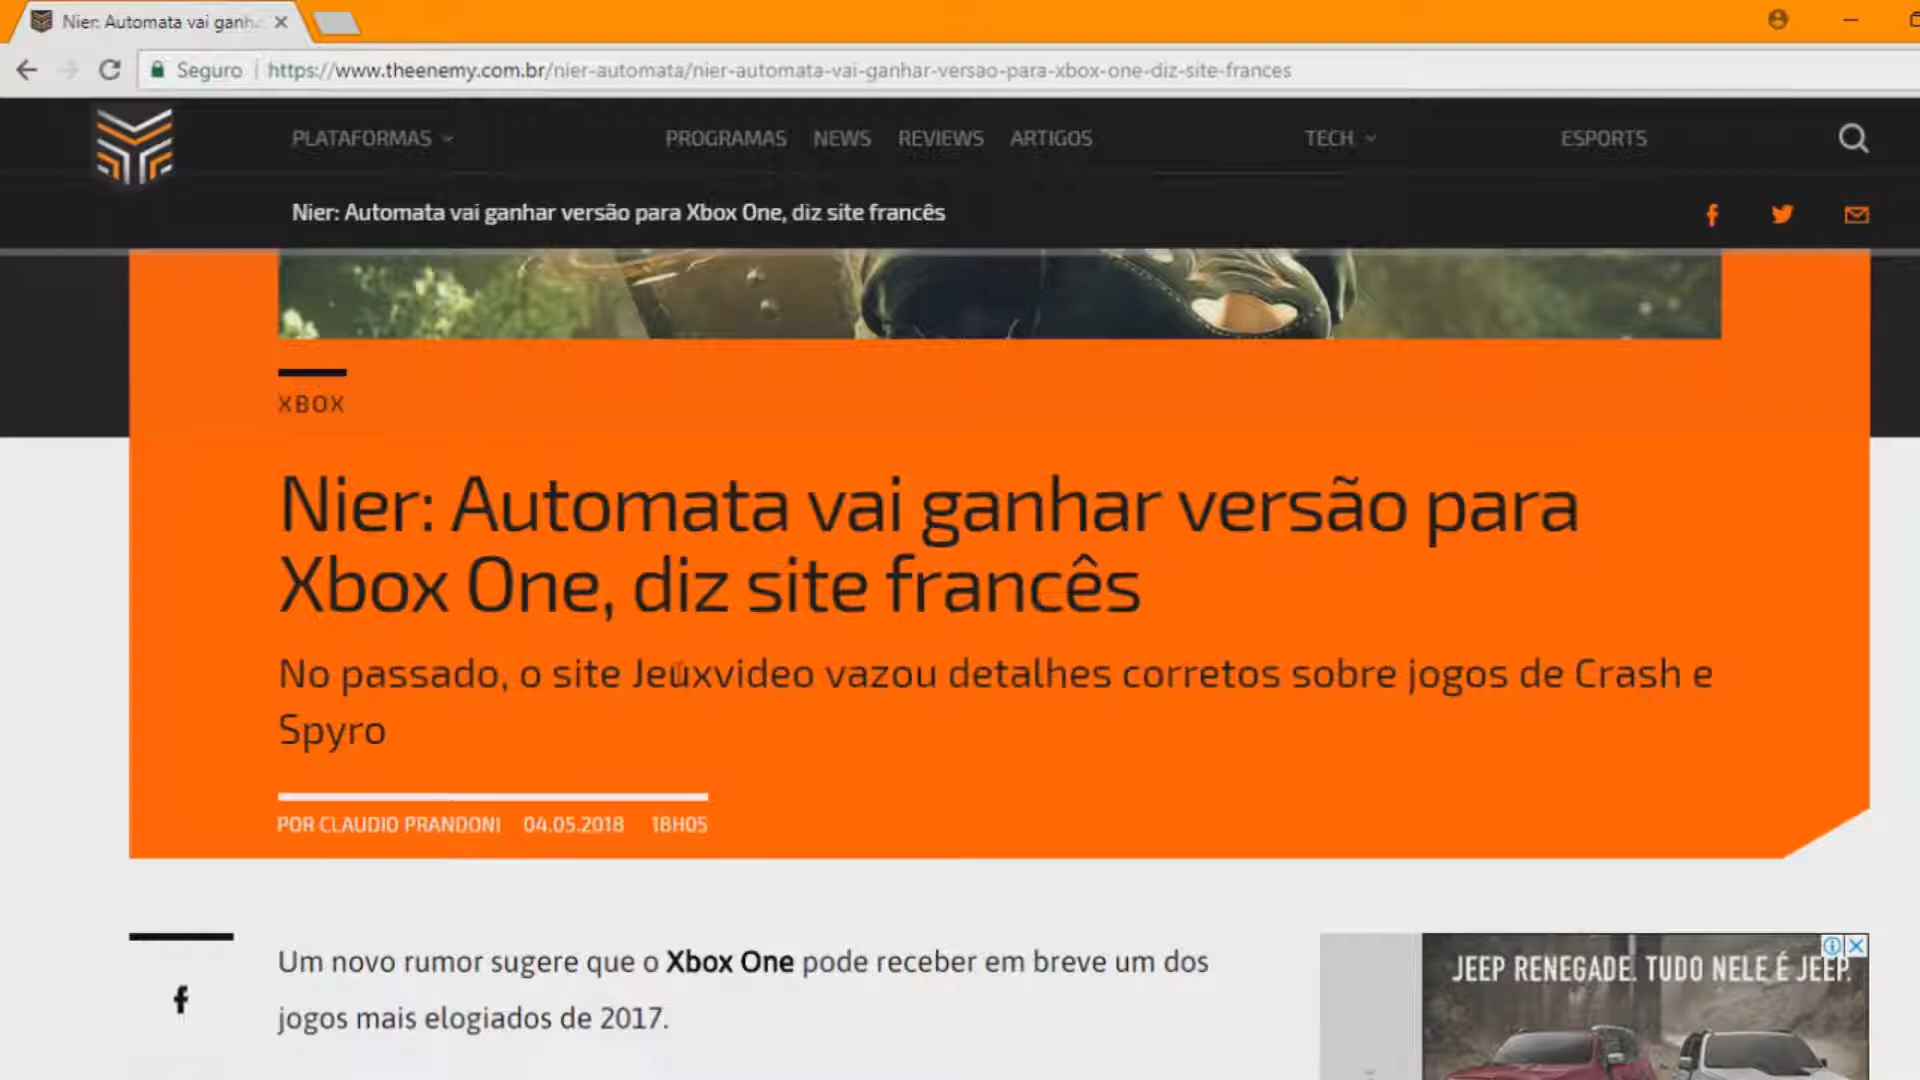 Nier: Automata vai ganh
Seguro https://www.theenemy.com.br/nier-automata/nier-automata-vai-ganhar-versao-para-xbox-one-diz-site-frances
PLATAFORMAS PROGRAMAS NEWS REVIEWS ARTIGOS TECH ESPORTS
Nier: Automata vai ganhar versão para Xbox One, diz site francês
XBOX
Nier: Automata vai ganhar versão para
Xbox One, diz site francês
No passado, o site Jeuxvideo vazou detalhes corretos sobre jogos de Crash e
Spyro
POR CLAUDIO PRANDONI 04.05.2018 18H05
Um novo rumor sugere que o Xbox One pode receber em breve um dos
jogos mais elogiados de 2017.
JEEP RENEGADE. TUDO NELE É JEEP.